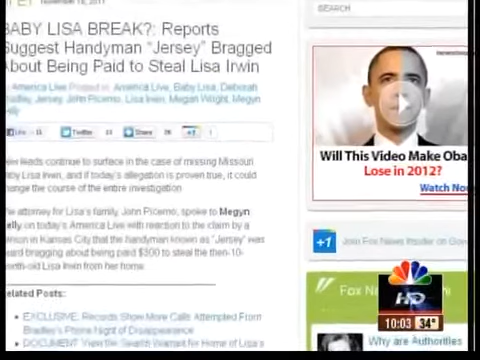 November 18, 2011
BABY LISA BREAK?: Reports
Suggest Handyman “Jersey” Bragged
About Being Paid to Steal Lisa Irwin
America Live Posted in: America Live, Baby Lisa, Deborah
Bradley, Jersey, John Picerno, Lisa Irwin, Megan Wright, Megyn
Kelly
Like
Twitter
Share
+1
New leads continue to surface in the case of missing Missouri
baby Lisa Irwin, and if today's allegation is proven true, it could
change the course of the entire investigation
The attorney for Lisa's family, John Picerno, spoke to Megyn
Kelly on today's America Live with reaction to the claim by a
person in Kansas City that the handyman known as “Jersey” was
heard bragging about being paid $300 to steal the then-10-
month-old Lisa Irwin from her home.
Related Posts:
EXCLUSIVE: Records Show More Calls Attempted From
Bradley's Phone Night of Disappearance
DOCUMENT: View the Search Warrant for Home of Lisa's
SEARCH
Will This Video Make Oba
Lose in 2012?
Watch No
+1
Join Fox News Insider on Goo
Fox N
Why are Authorities
HD
10:03 34°